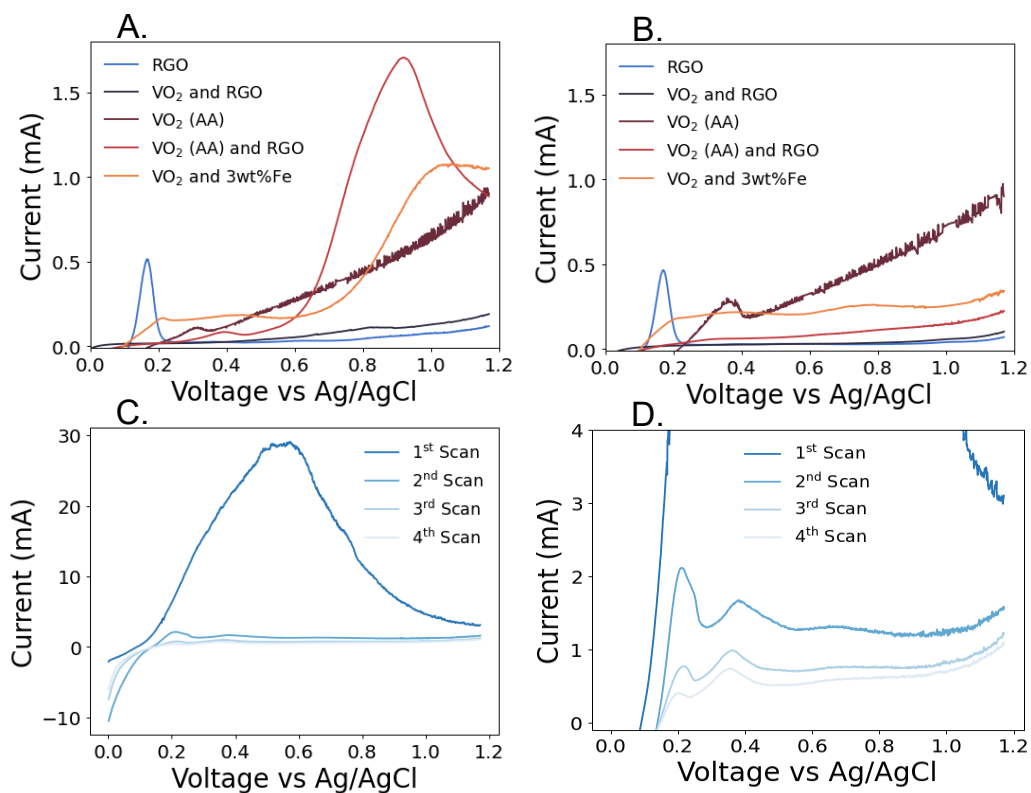 A.
RGO
VO₂ and RGO
VO₂ (AA)
VO₂ (AA) and RGO
VO₂ and 3wt%Fe
Current (mA)
1.5
1.0
0.5
0.0
0.0 0.2 0.4 0.6 0.8 1.0 1.2
Voltage vs Ag/AgCl
B.
RGO
VO₂ and RGO
VO₂ (AA)
VO₂ (AA) and RGO
VO₂ and 3wt%Fe
Current (mA)
1.5
1.0
0.5
0.0
0.0 0.2 0.4 0.6 0.8 1.0 1.2
Voltage vs Ag/AgCl
C.
1st Scan
2nd Scan
3rd Scan
4th Scan
Current (mA)
30
20
10
0
−10
0.0 0.2 0.4 0.6 0.8 1.0 1.2
Voltage vs Ag/AgCl
D.
1st Scan
2nd Scan
3rd Scan
4th Scan
Current (mA)
4
3
2
1
0
0.0 0.2 0.4 0.6 0.8 1.0 1.2
Voltage vs Ag/AgCl